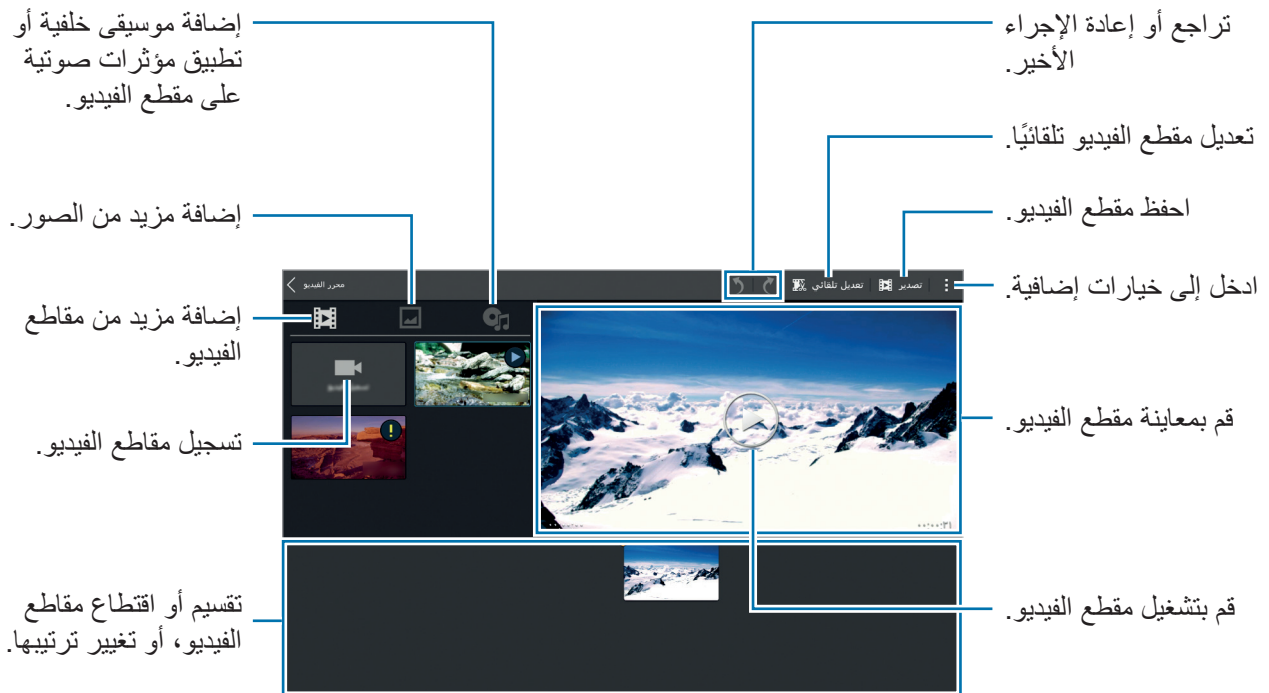 تراجع أو إعادة الإجراء
الأخير.
تعديل مقطع الفيديو تلقائيًا.
احفظ مقطع الفيديو.
ادخل إلى خيارات إضافية.
قم بمعاينة مقطع الفيديو.
قم بتشغيل مقطع الفيديو.
إضافة موسيقى خلفية أو
تطبيق مؤثرات صوتية
على مقطع الفيديو.
إضافة مزيد من الصور.
إضافة مزيد من مقاطع
الفيديو.
تسجيل مقاطع الفيديو.
تقسيم أو اقتطاع مقاطع
الفيديو، أو تغيير ترتيبها.
تصدير
تعديل تلقائي
محرر الفيديو
٠٠:٠٠:٣١